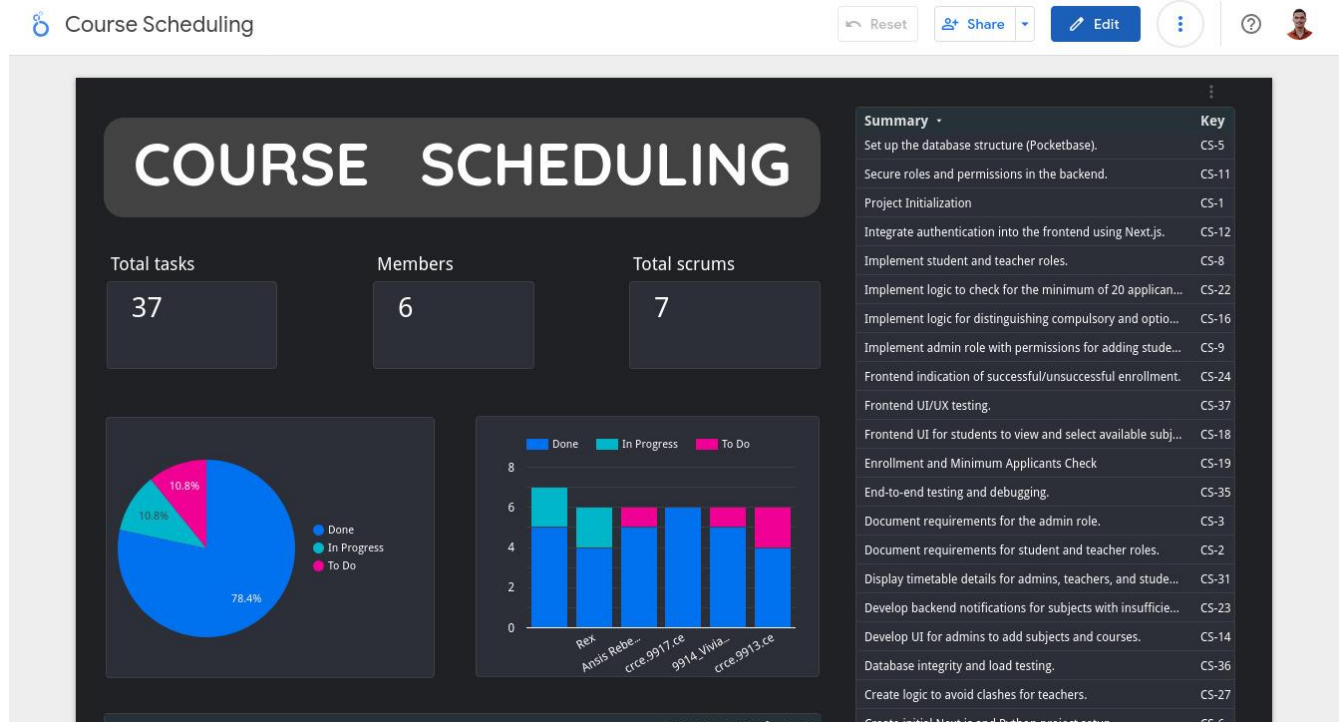 Course Scheduling
Reset
Share
Edit
COURSE SCHEDULING
Total tasks
37
Members
6
Total scrums
7
10.8%
10.8%
78.4%
Done
In Progress
To Do
Done
In Progress
To Do
8
6
4
2
0
Rex
Ansis Rebe...
crce.9917.ce
9914_Vivia...
crce.9913.ce
Summary Key
Set up the database structure (Pocketbase). CS-5
Secure roles and permissions in the backend. CS-11
Project Initialization CS-1
Integrate authentication into the frontend using Next.js. CS-12
Implement student and teacher roles. CS-8
Implement logic to check for the minimum of 20 applican... CS-22
Implement logic for distinguishing compulsory and optio... CS-16
Implement admin role with permissions for adding stude... CS-9
Frontend indication of successful/unsuccessful enrollment. CS-24
Frontend UI/UX testing. CS-37
Frontend UI for students to view and select available subj... CS-18
Enrollment and Minimum Applicants Check CS-19
End-to-end testing and debugging. CS-35
Document requirements for the admin role. CS-3
Document requirements for student and teacher roles. CS-2
Display timetable details for admins, teachers, and stude... CS-31
Develop backend notifications for subjects with insufficie... CS-23
Develop UI for admins to add subjects and courses. CS-14
Database integrity and load testing. CS-36
Create logic to avoid clashes for teachers. CS-27